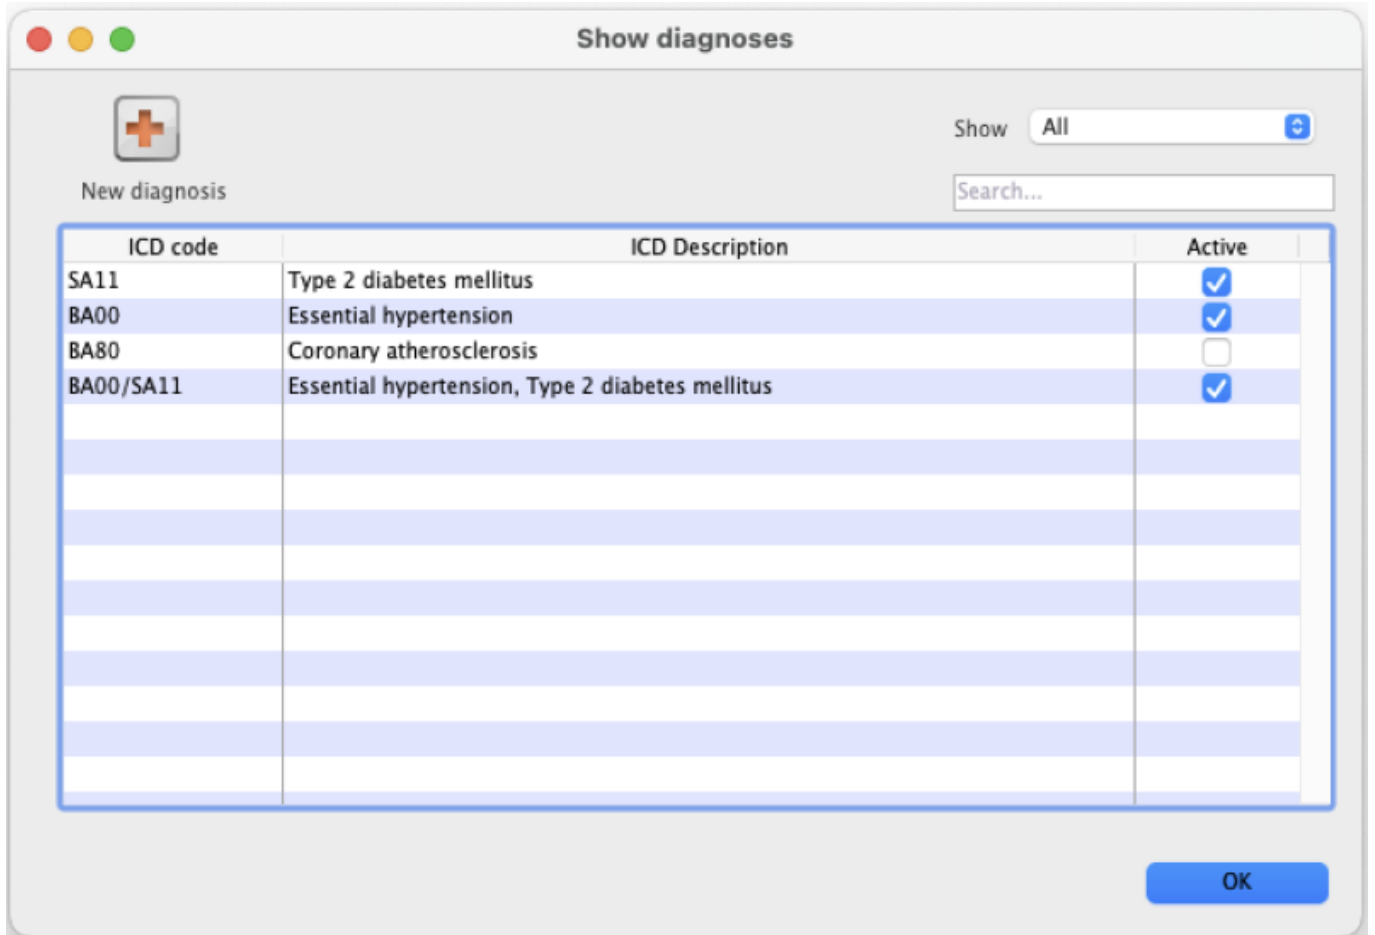 Show diagnoses
Show All
New diagnosis
Search...
ICD code ICD Description Active
SA11 Type 2 diabetes mellitus
BA00 Essential hypertension
BA80 Coronary atherosclerosis
BA00/SA11 Essential hypertension, Type 2 diabetes mellitus
OK